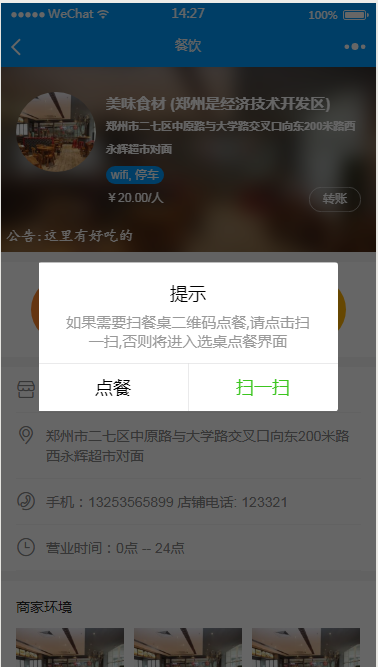 WeChat 14:27 100%
餐饮
美味食材 (郑州是经济技术开发区)
郑州市二七区中原路与大学路交叉口向东200米路西
永辉超市对面
wifi, 停车
￥20.00/人
转账
公告:这里有好吃的
提示
如果需要扫餐桌二维码点餐,请点击扫
一扫,否则将进入选桌点餐界面
点餐 扫一扫
郑州市二七区中原路与大学路交叉口向东200米路
西永辉超市对面
手机：13253565899 店铺电话: 123321
营业时间：0点 -- 24点
商家环境